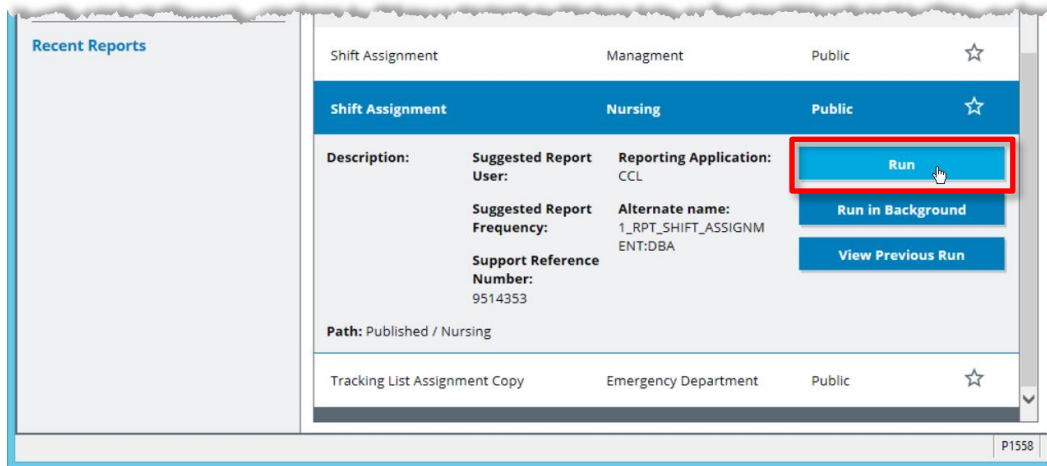 Recent Reports
Shift Assignment Managment Public
Shift Assignment Nursing Public
Description: Suggested Report Reporting Application: Run
User: CCL
Suggested Report Alternate name: Run in Background
Frequency: 1_RPT_SHIFT_ASSIGNM
ENT:DBA
Support Reference View Previous Run
Number:
9514353
Path: Published / Nursing
Tracking List Assignment Copy Emergency Department Public
P1558